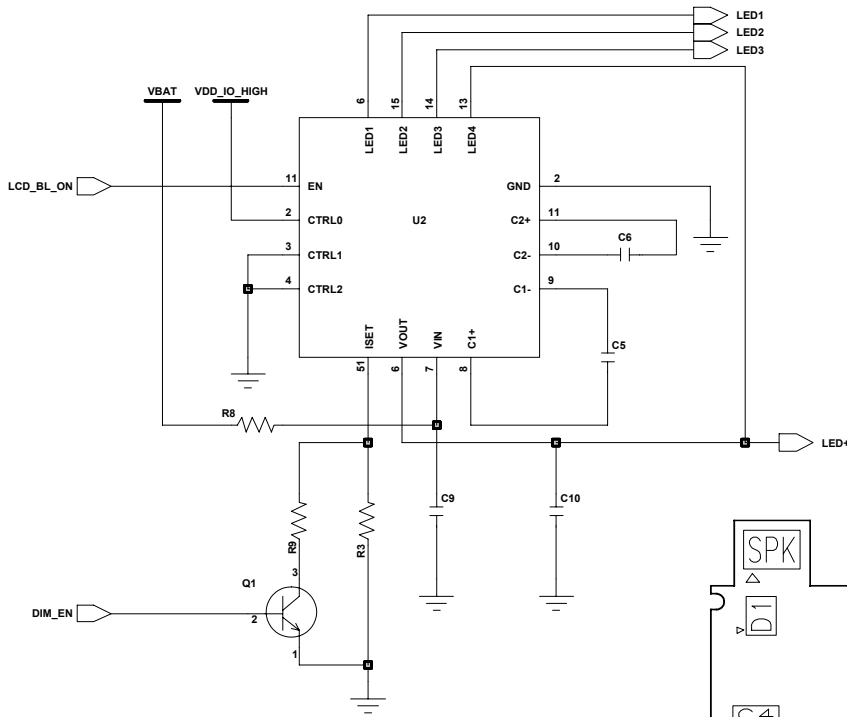 LED1
LED2
LED3
VBAT VDD_IO_HIGH
6 15 14 13
LED1 LED2 LED3 LED4
LCD_BL_ON
11 EN GND 2
2 CTRL0 U2 C2+ 11
C6
3 CTRL1 C2- 10
4 CTRL2 C1- 9
ISET VOUT VIN C1+
C5
51 6 7 8
R8
LED+
C9 C10
R9 R3
SPK
3
Q1
DIM_EN
2
D1
1